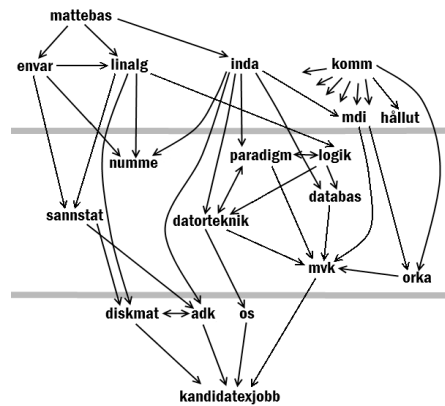 mattebas
envar linalg inda komm
mdi hållut
numme paradigm logik
databas
sannstat datorteknik
mvk orka
diskmat adk os
kandidatexjobb